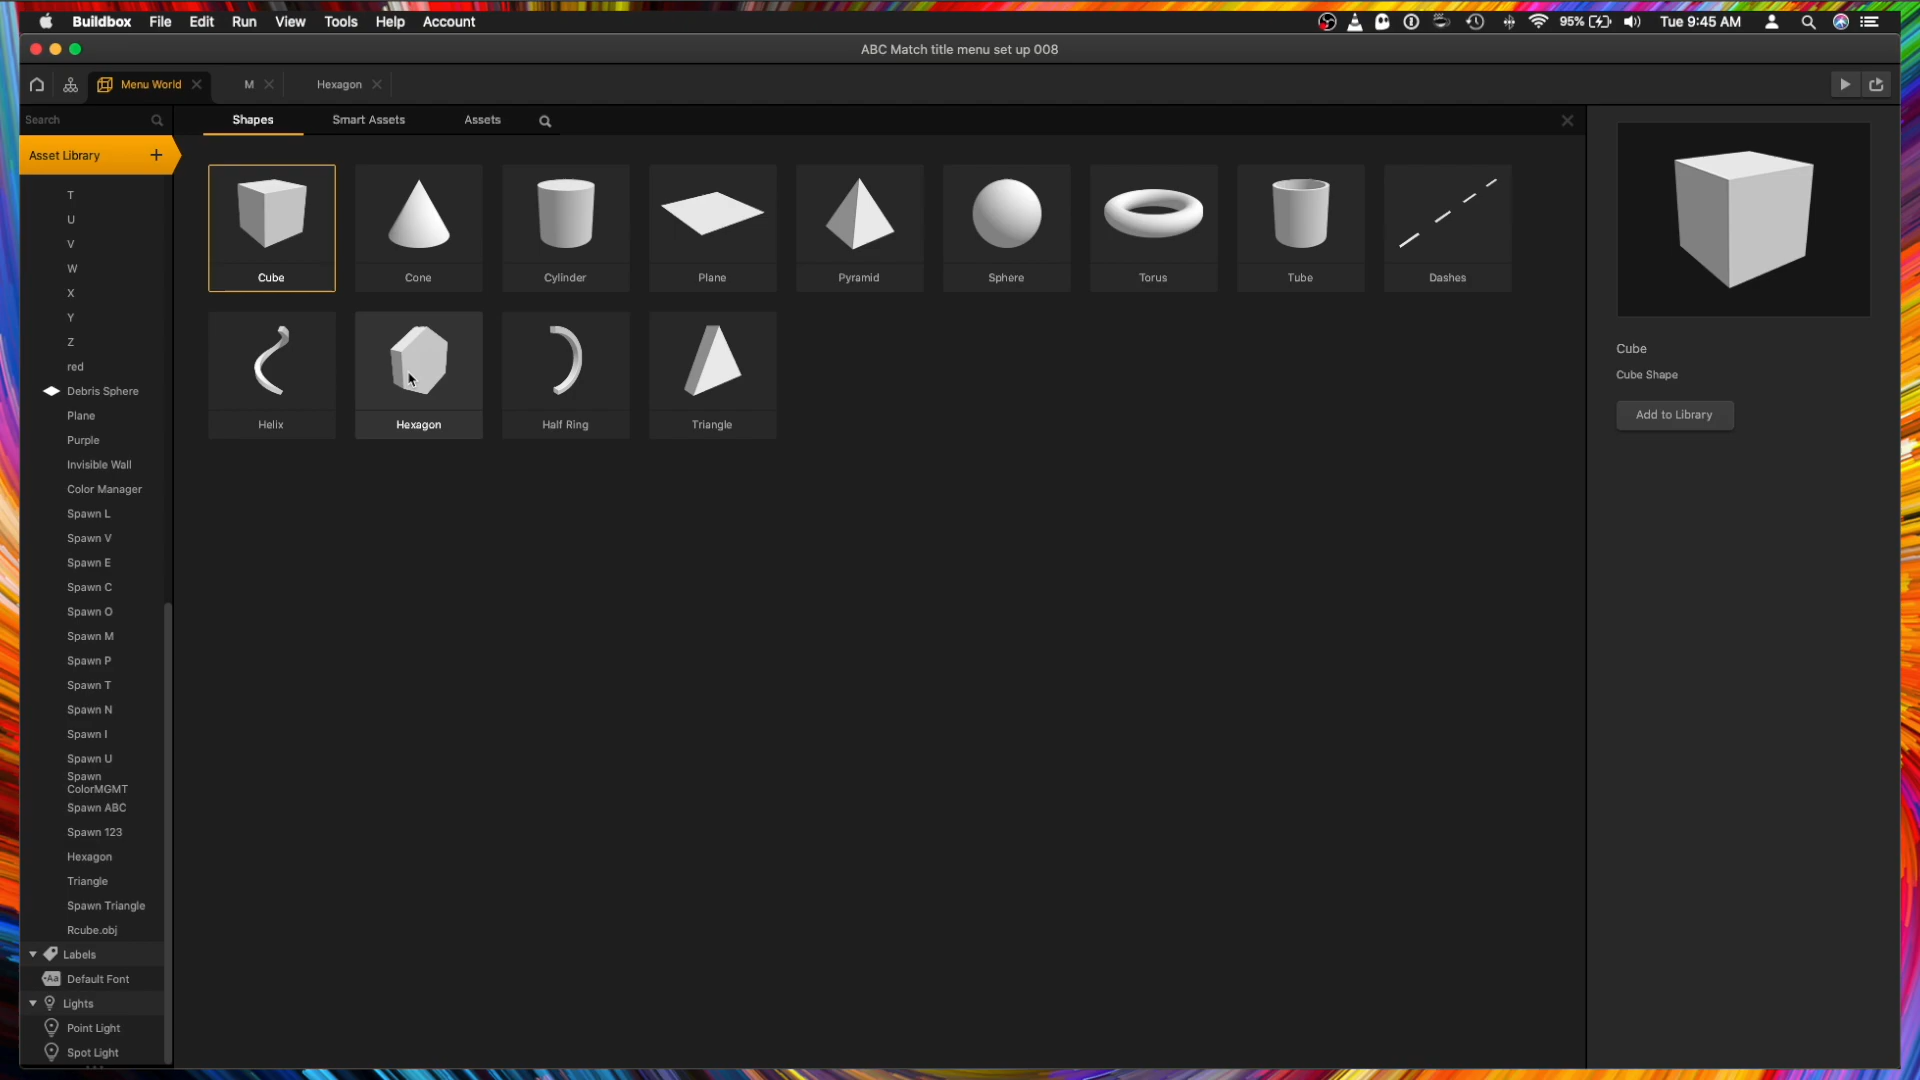 Buildbox File Edit Run View Tools Help Account 95% Tue 9:45 AM
ABC Match title menu set up 008
Menu World M Hexagon
Search
Shapes Smart Assets Assets
Asset Library +
T
U
V
W
X
Y
Z
red
Debris Sphere
Plane
Purple
Invisible Wall
Color Manager
Spawn L
Spawn V
Spawn E
Spawn C
Spawn O
Spawn M
Spawn P
Spawn T
Spawn N
Spawn I
Spawn U
Spawn
ColorMGMT
Spawn ABC
Spawn 123
Hexagon
Triangle
Spawn Triangle
Rcube.obj
Labels
Aa Default Font
Lights
Point Light
Spot Light
Cube Cone Cylinder Plane Pyramid Sphere Torus Tube Dashes
Helix Hexagon Half Ring Triangle
Cube
Cube Shape
Add to Library